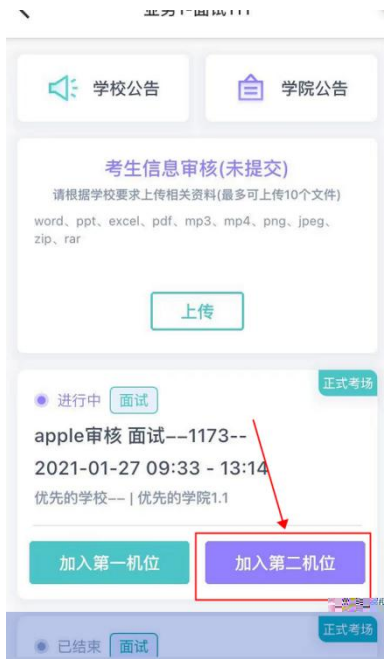 学校公告
学院公告
考生信息审核(未提交)
请根据学校要求上传相关资料(最多可上传10个文件)
word、ppt、excel、pdf、mp3、mp4、png、jpeg、
zip、rar
上传
正式考场
进行中 面试
apple审核 面试--1173--
2021-01-27 09:33 - 13:14
优先的学校-- | 优先的学院1.1
加入第一机位
加入第二机位
正式考场
已结束 面试